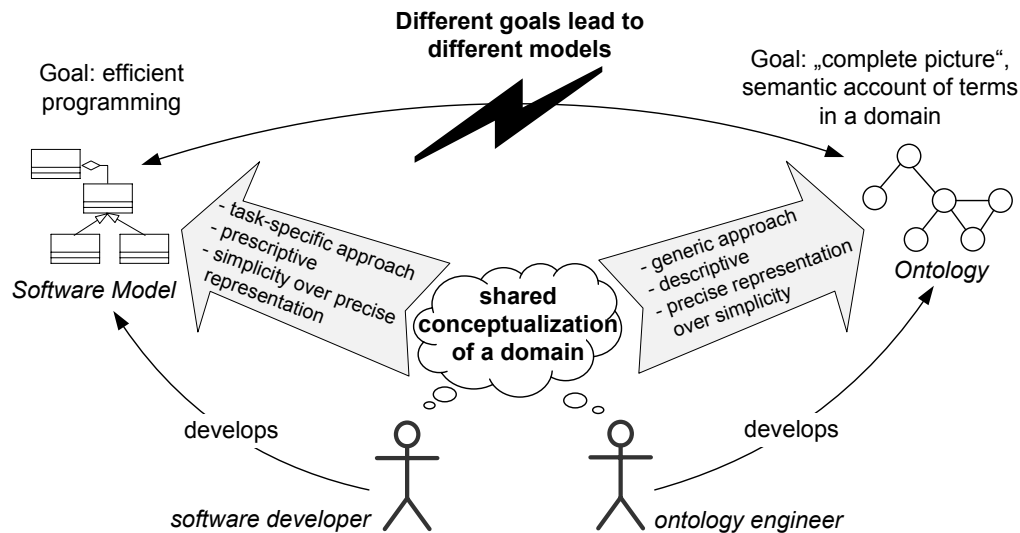 Different goals lead to
different models
Goal: efficient
programming
Goal: „complete picture“,
semantic account of terms
in a domain
- task-specific approach
- prescriptive
- simplicity over precise
representation
- generic approach
- descriptive
- precise representation
over simplicity
Software Model
Ontology
shared
conceptualization
of a domain
develops
develops
software developer
ontology engineer